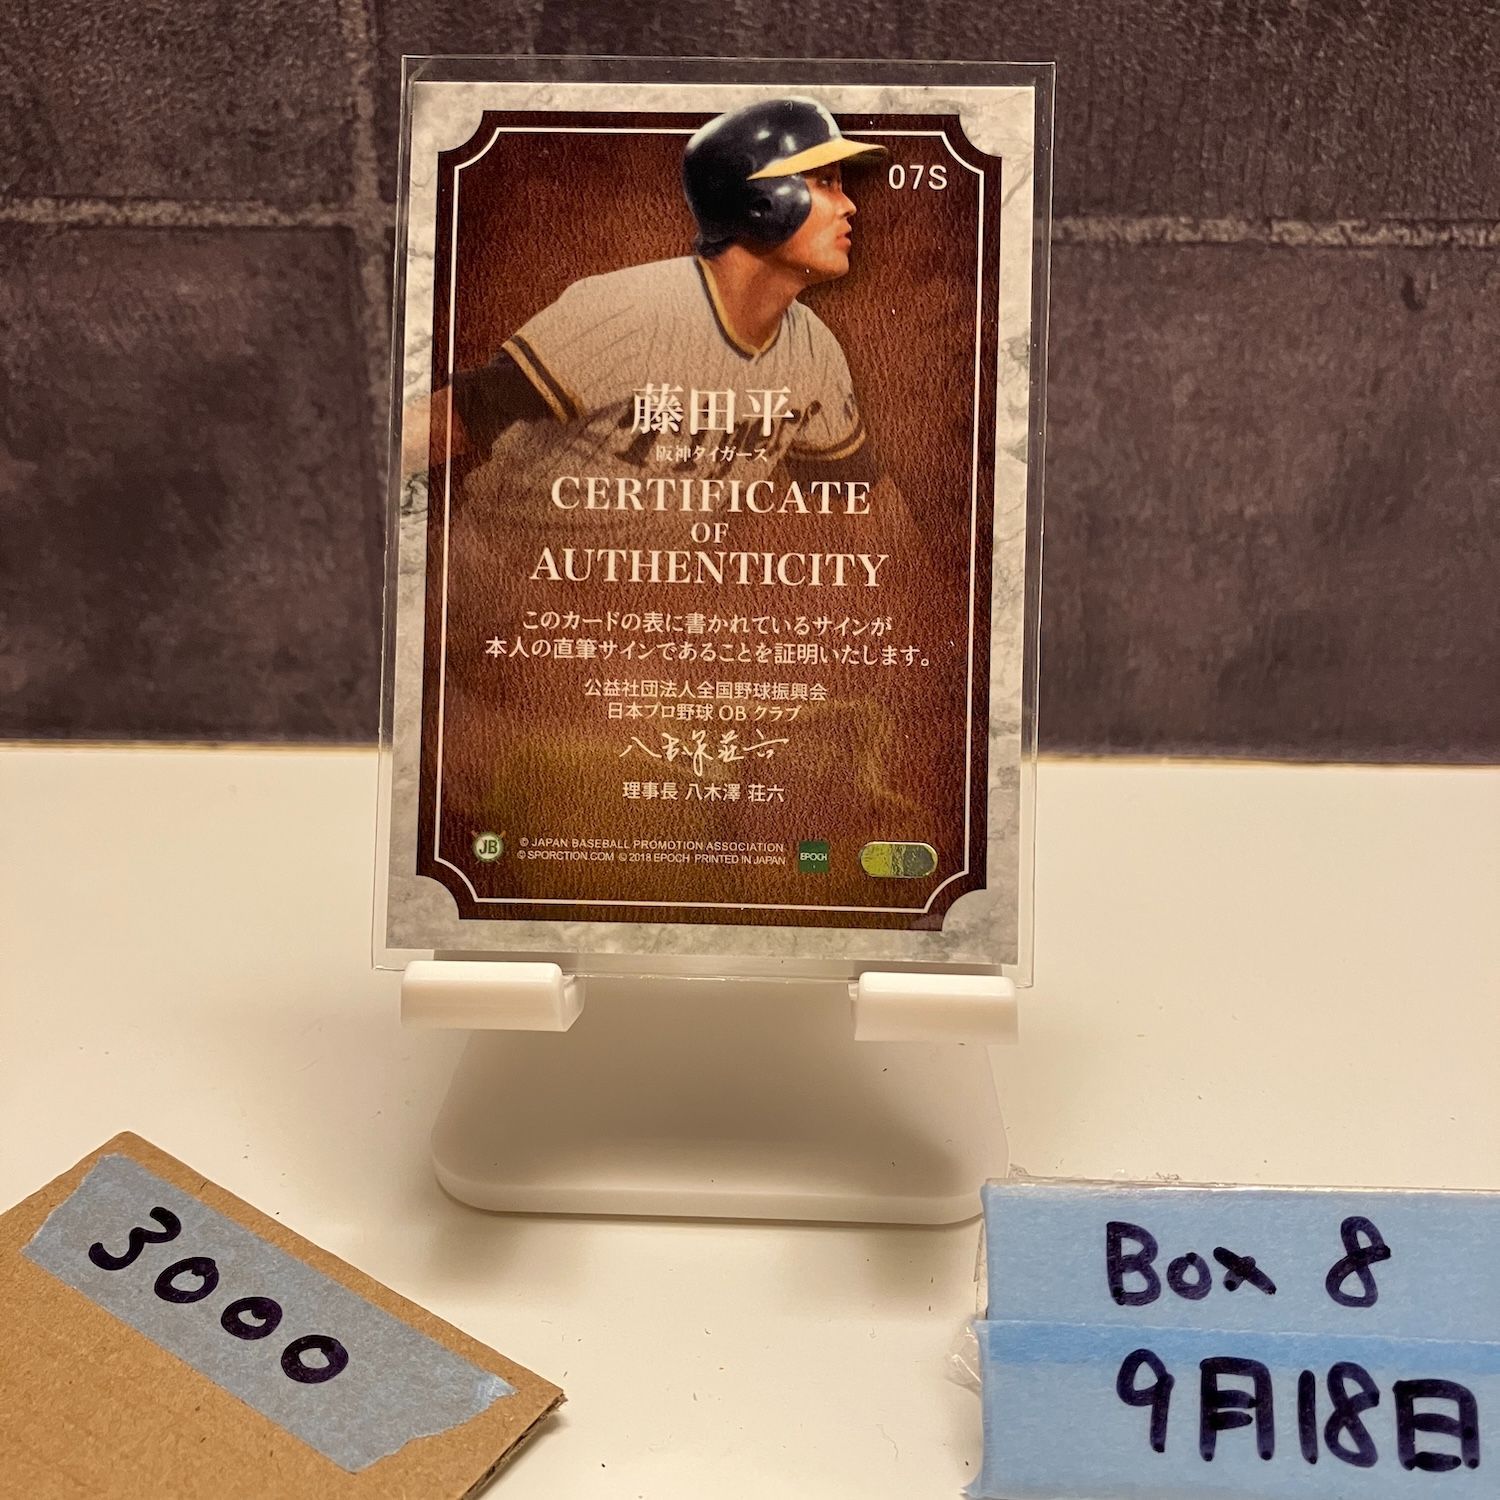 07S
藤田平
阪神タイガース
CERTIFICATE
OF
AUTHENTICITY
このカードの表に書かれているサインが
本人の直筆サインであることを証明いたします。
公益社団法人全国野球振興会
日本プロ野球 OB クラブ
八木澤荘六
理事長 八木澤 荘六
JB
© JAPAN BASEBALL PROMOTION ASSOCIATION
© SPORCTION.COM © 2018 EPOCH PRINTED IN JAPAN
EPOCH
3000
Box 8
9月18日